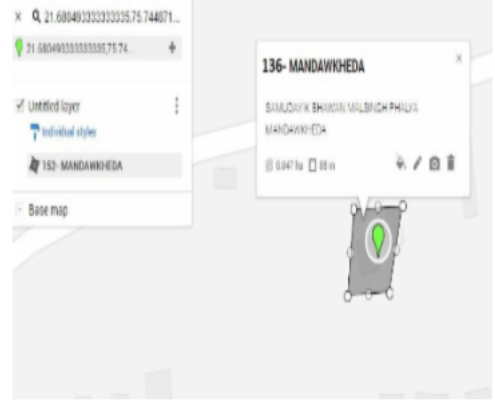 21.680493333333335,75.744871...
21.680493333333335,75.74...
Untitled layer
Individual styles
152- MANDAWKHEDA
Base map
136- MANDAWKHEDA
SAMUDAYIK BHAWAN MALSINGH PHALYA
MANDAWKHEDA
0.047 ha 88 m